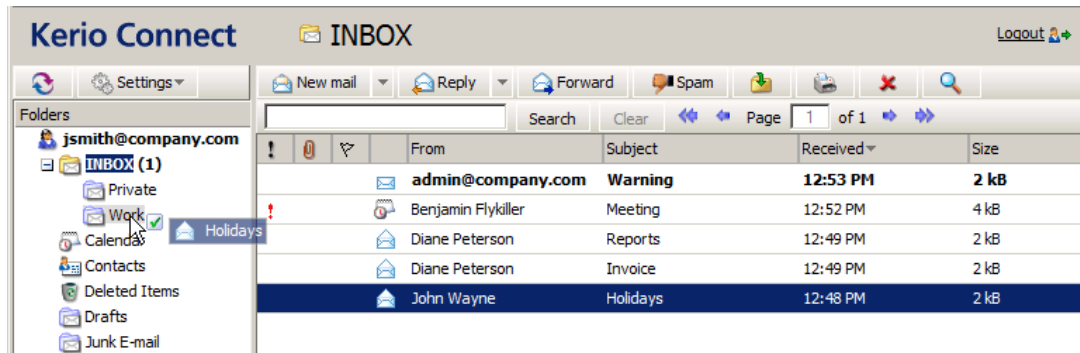 Kerio Connect
INBOX
Logout
Settings
New mail
Reply
Forward
Spam
Folders
Search
Clear
Page 1 of 1
jsmith@company.com
INBOX (1)
Private
Work
Calendar
Contacts
Deleted Items
Drafts
Junk E-mail
Holidays
! From Subject Received Size
admin@company.com Warning 12:53 PM 2 kB
! Benjamin Flykiller Meeting 12:52 PM 4 kB
Diane Peterson Reports 12:49 PM 2 kB
Diane Peterson Invoice 12:49 PM 2 kB
John Wayne Holidays 12:48 PM 2 kB